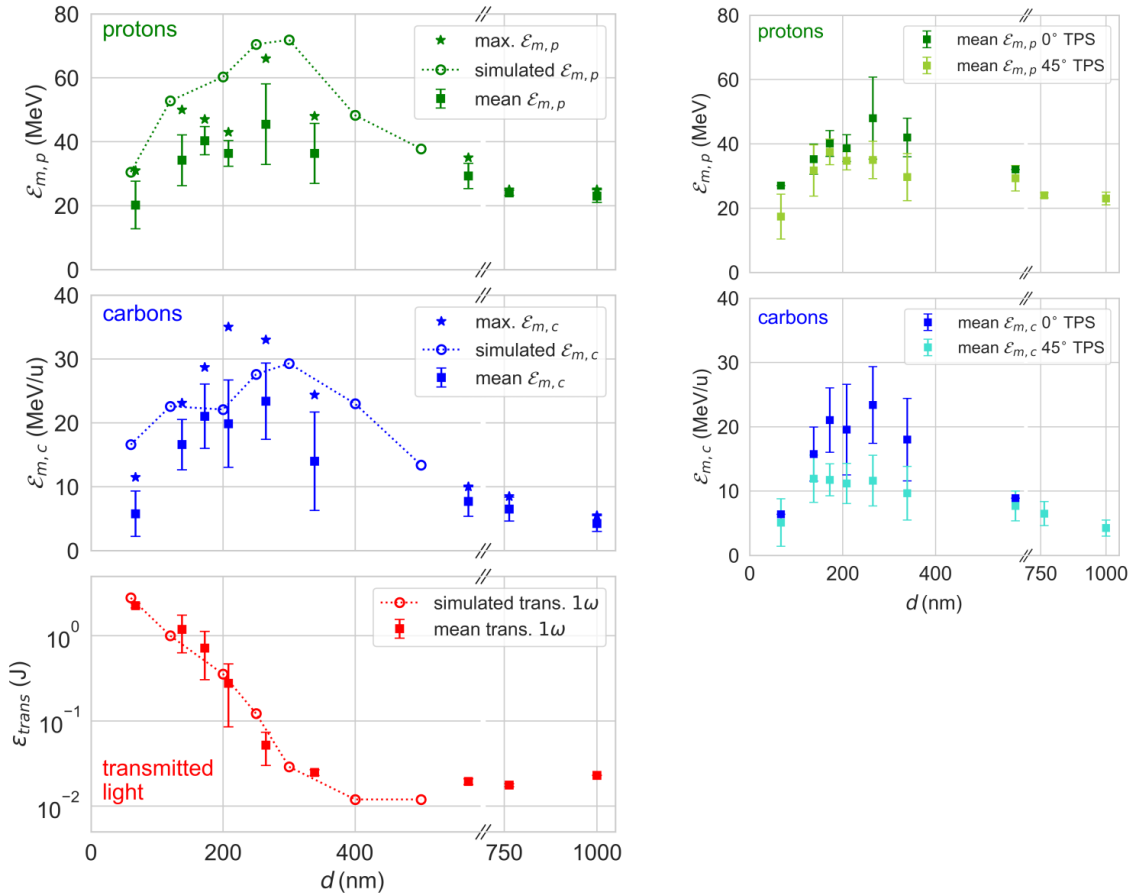 protons
max. ℰm,p
simulated ℰm,p
mean ℰm,p
ℰm,p (MeV)
80
60
40
20
0
carbons
max. ℰm,c
simulated ℰm,c
mean ℰm,c
ℰm,c (MeV/u)
40
30
20
10
0
simulated trans. 1ω
mean trans. 1ω
εtrans (J)
10⁰
10⁻¹
10⁻²
transmitted
light
0 200 400 750 1000
d (nm)
protons
mean ℰm,p 0° TPS
mean ℰm,p 45° TPS
ℰm,p (MeV)
80
60
40
20
0
carbons
mean ℰm,c 0° TPS
mean ℰm,c 45° TPS
ℰm,c (MeV/u)
40
30
20
10
0
0 200 400 750 1000
d (nm)